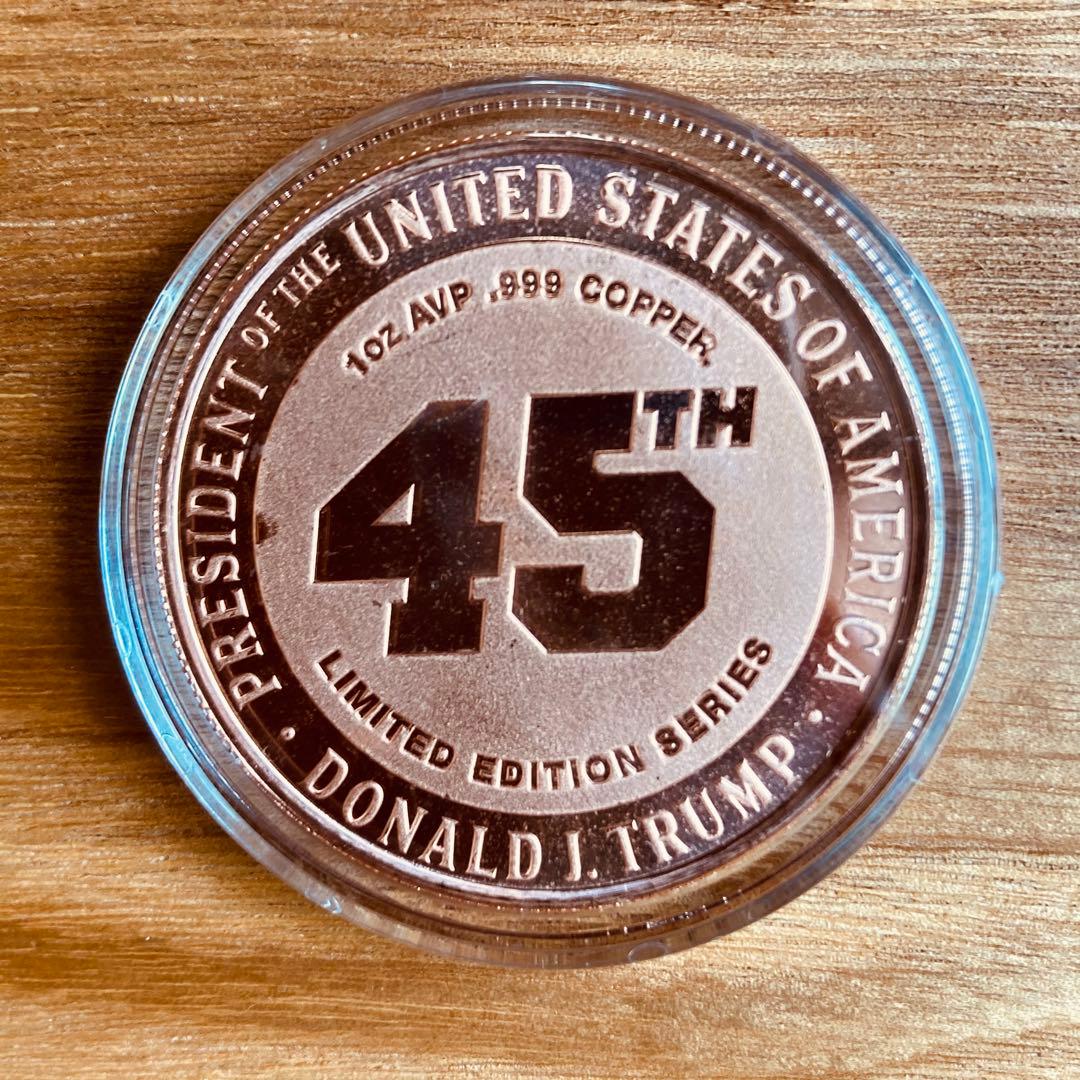 PRESIDENT OF THE UNITED STATES OF AMERICA
1oz. AVP .999 COPPER.
45TH
LIMITED EDITION SERIES
· DONALD J. TRUMP ·